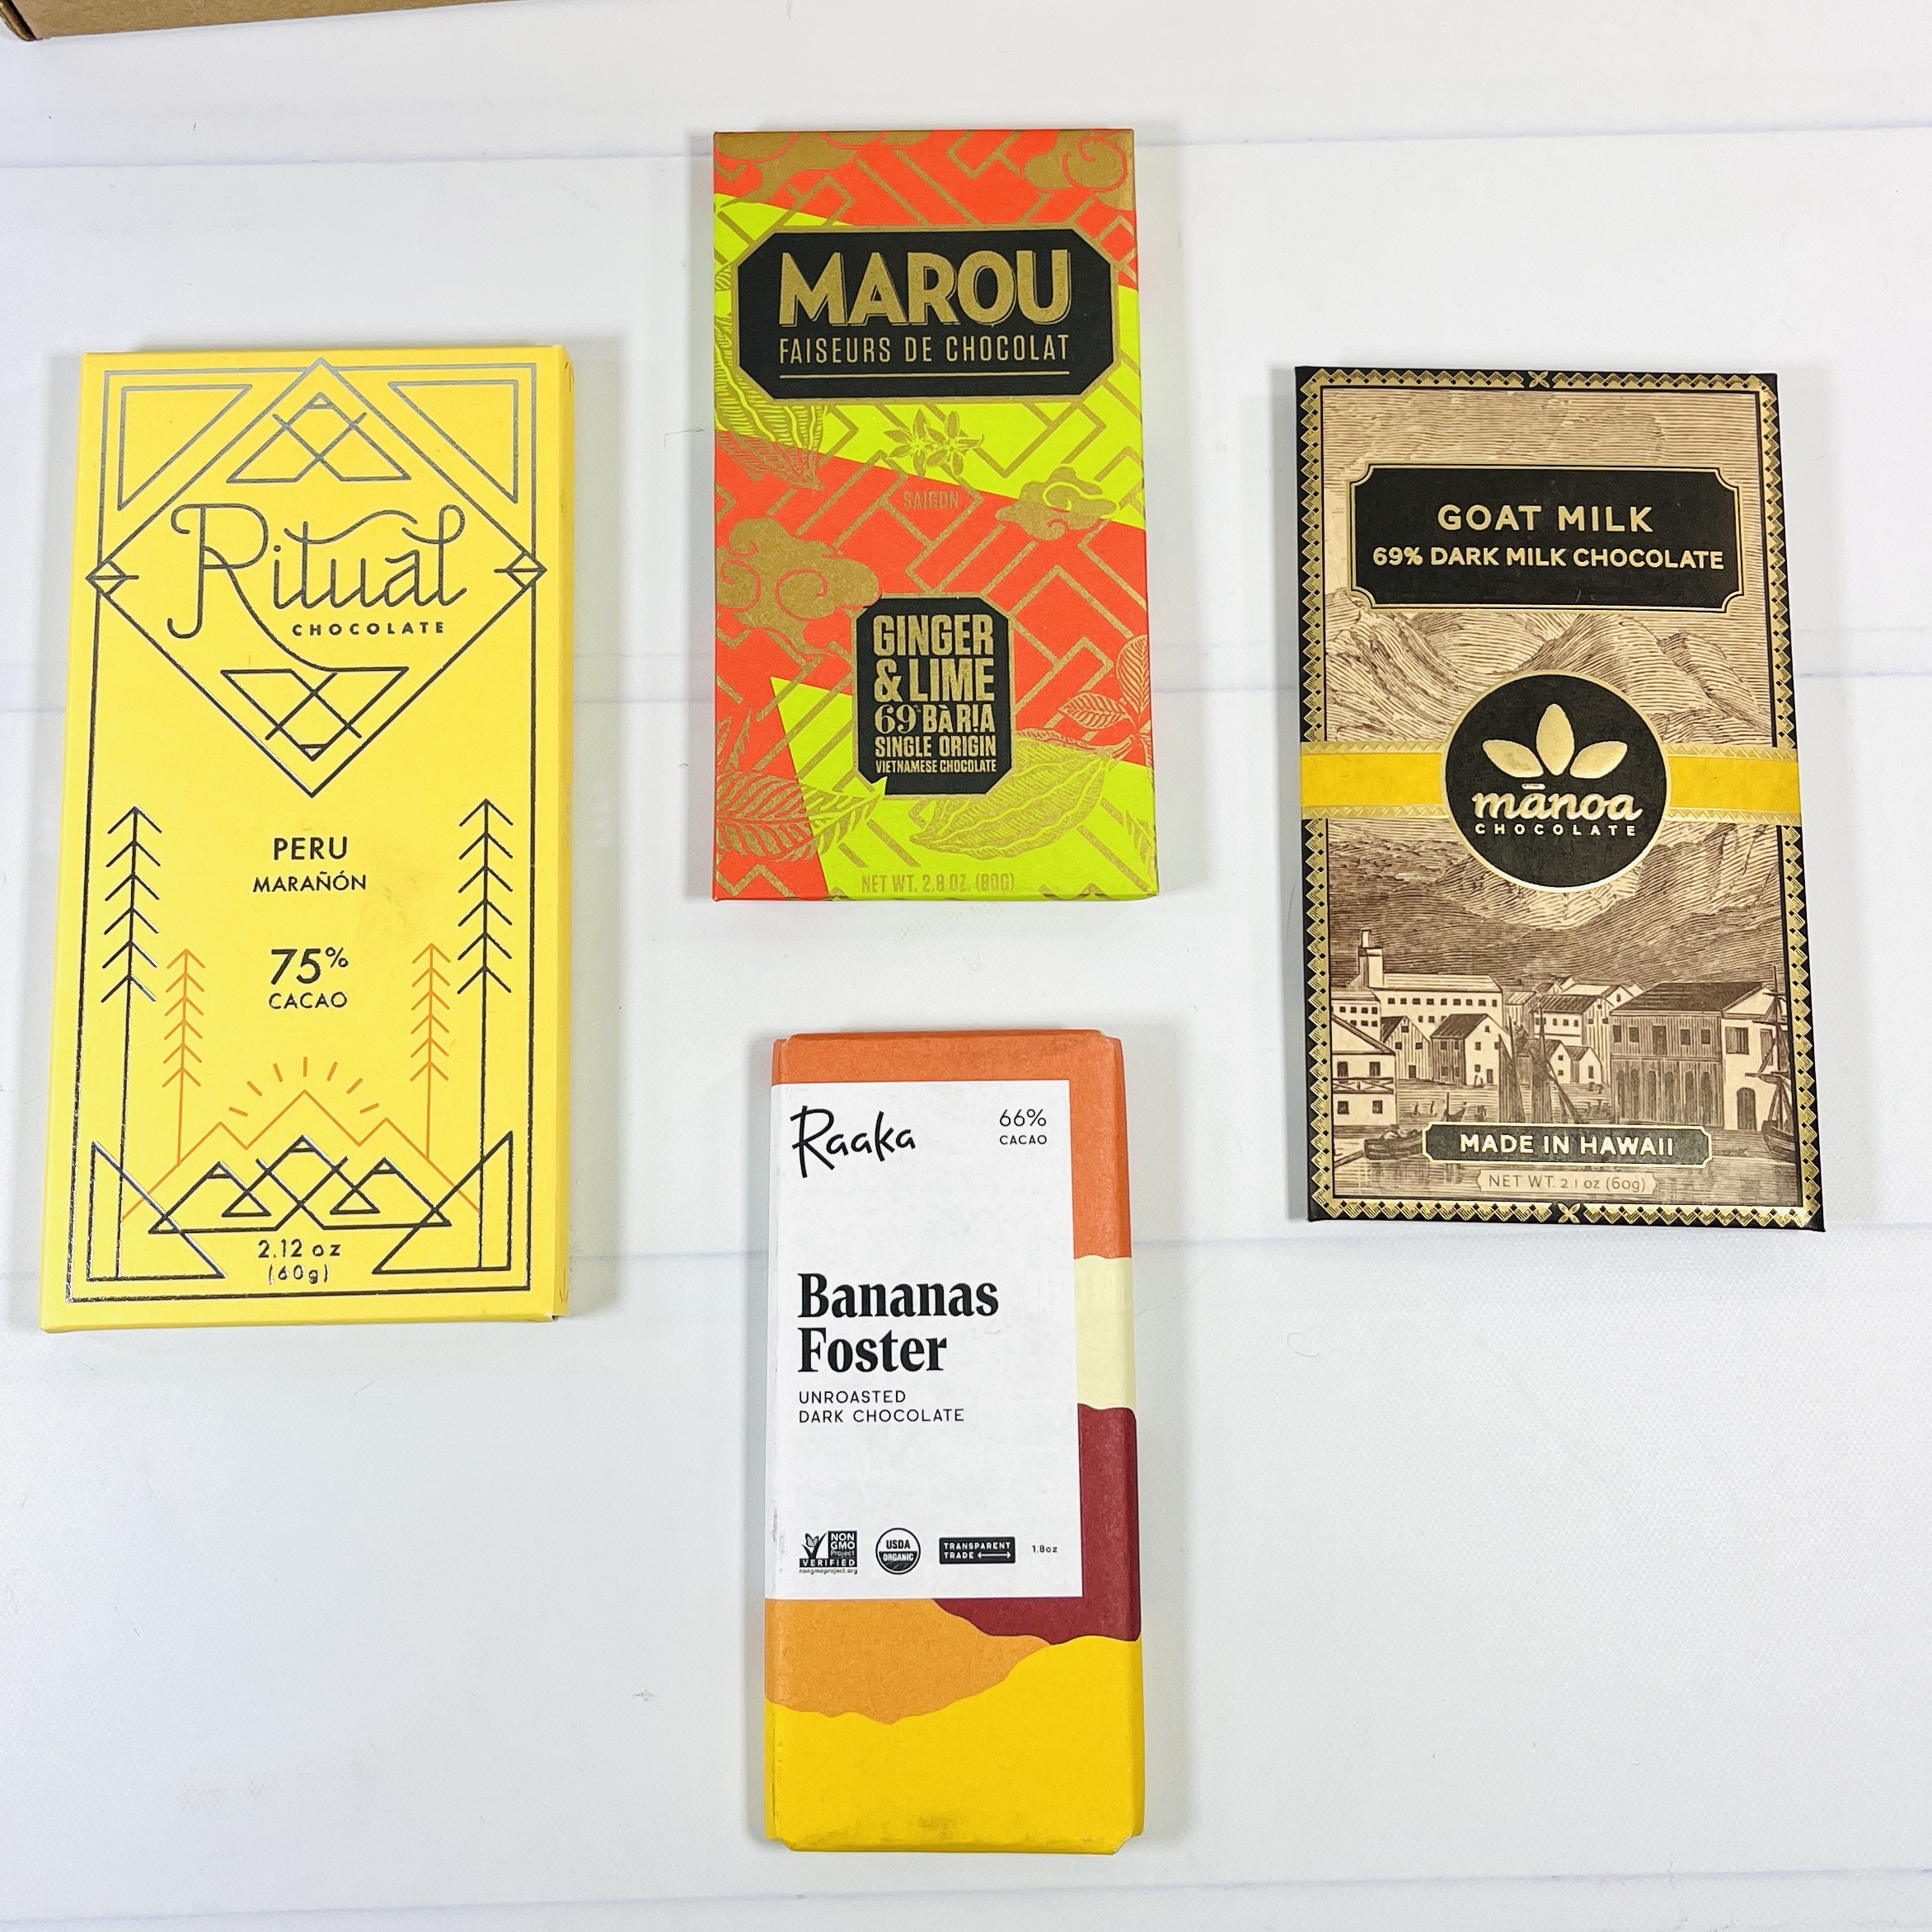 Ritual
CHOCOLATE
PERU
MARAÑÓN
75%
CACAO
2.12 oz
(60g)
MAROU
FAISEURS DE CHOCOLAT
SAIGON
GINGER
& LIME
69% BÀ RỊA
SINGLE ORIGIN
VIETNAMESE CHOCOLATE
NET WT. 2.8 OZ. (80G)
GOAT MILK
69% DARK MILK CHOCOLATE
mānoa
CHOCOLATE
MADE IN HAWAII
NET WT. 2.1 oz (60g)
Raaka
66%
CACAO
Bananas
Foster
UNROASTED
DARK CHOCOLATE
NON
GMO
Project
VERIFIED
nongmoproject.org
USDA
ORGANIC
TRANSPARENT
TRADE
1.8oz